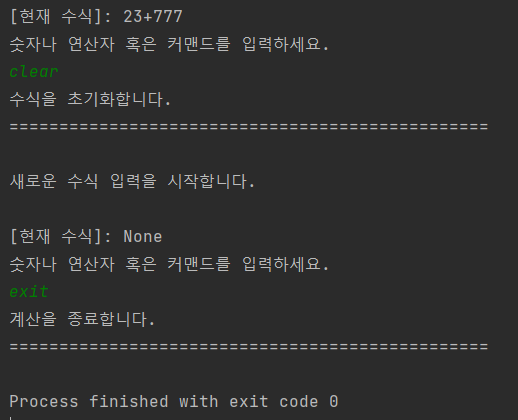 [현재 수식]: 23+777
숫자나 연산자 혹은 커맨드를 입력하세요.
clear
수식을 초기화합니다.
================================================
새로운 수식 입력을 시작합니다.
[현재 수식]: None
숫자나 연산자 혹은 커맨드를 입력하세요.
exit
계산을 종료합니다.
================================================
Process finished with exit code 0